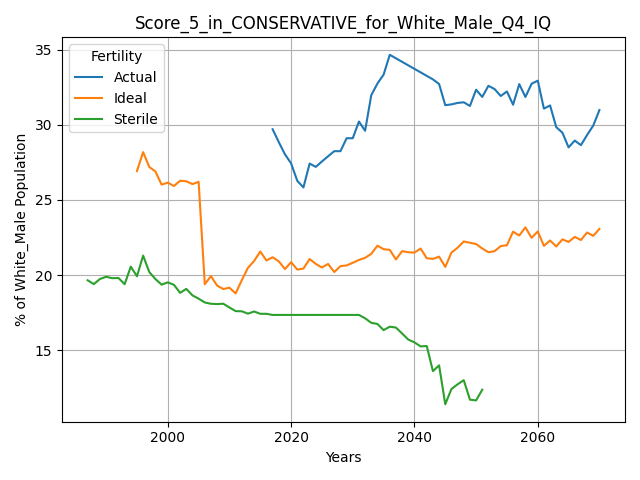 Score_5_in_CONSERVATIVE_for_White_Male_Q4_IQ
Fertility
Actual
Ideal
Sterile
% of White_Male Population
35
30
25
20
15
2000
2020
2040
2060
Years